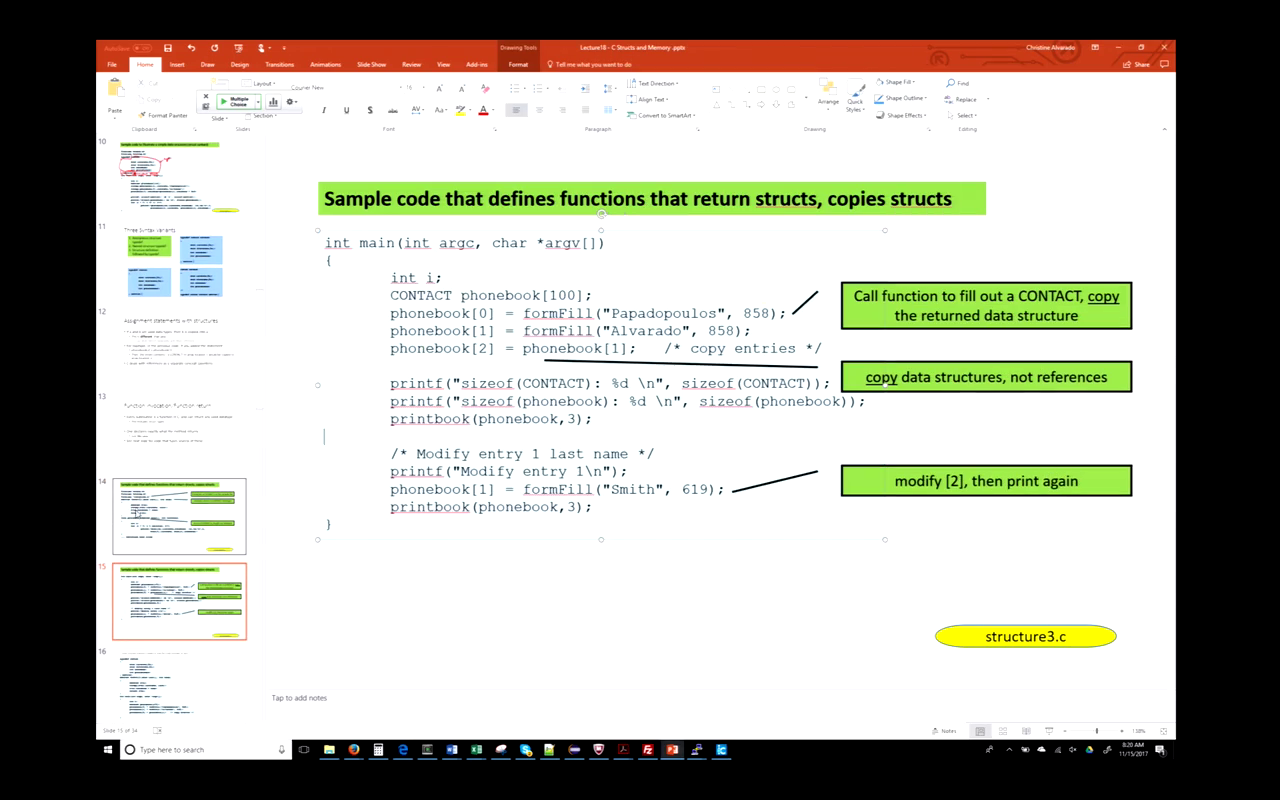 Lecture18 - C Structs and Memory .pptx
Drawing Tools
Christine Alvarado
File Home Insert Draw Design Transitions Animations Slide Show Review View Add-ins Format Tell me what you want to do Share
Paste
Format Painter
Multiple Choice
Layout
Slide
Section
Text Direction
Align Text
Convert to SmartArt
Arrange
Quick Styles
Shape Fill
Shape Outline
Shape Effects
Find
Replace
Select
Clipboard
Slides
Font
Paragraph
Drawing
Editing
10
11
Three Syntax Variants
12
Assignment statements with structures
13
Function invocation/Function return
14
15
16
Sample code that defines functions that return structs, copies structs
int main(int argc, char *argv[])
{
int i;
CONTACT phonebook[100];
phonebook[0] = formFill("Papadopoulos", 858);
phonebook[1] = formFill("Alvarado", 858);
phonebook[2] = phonebook[1]; /* copy entries */
printf("sizeof(CONTACT): %d \n", sizeof(CONTACT));
printf("sizeof(phonebook): %d \n", sizeof(phonebook));
printbook(phonebook,3);
/* Modify entry 1 last name */
printf("Modify entry 1\n");
phonebook[1] = formFill("Smith", 619);
printbook(phonebook,3);
}
Call function to fill out a CONTACT, copy
the returned data structure
copy data structures, not references
modify [2], then print again
structure3.c
Tap to add notes
Slide 15 of 34
Notes
138%
Type here to search
8:20 AM
11/15/2017